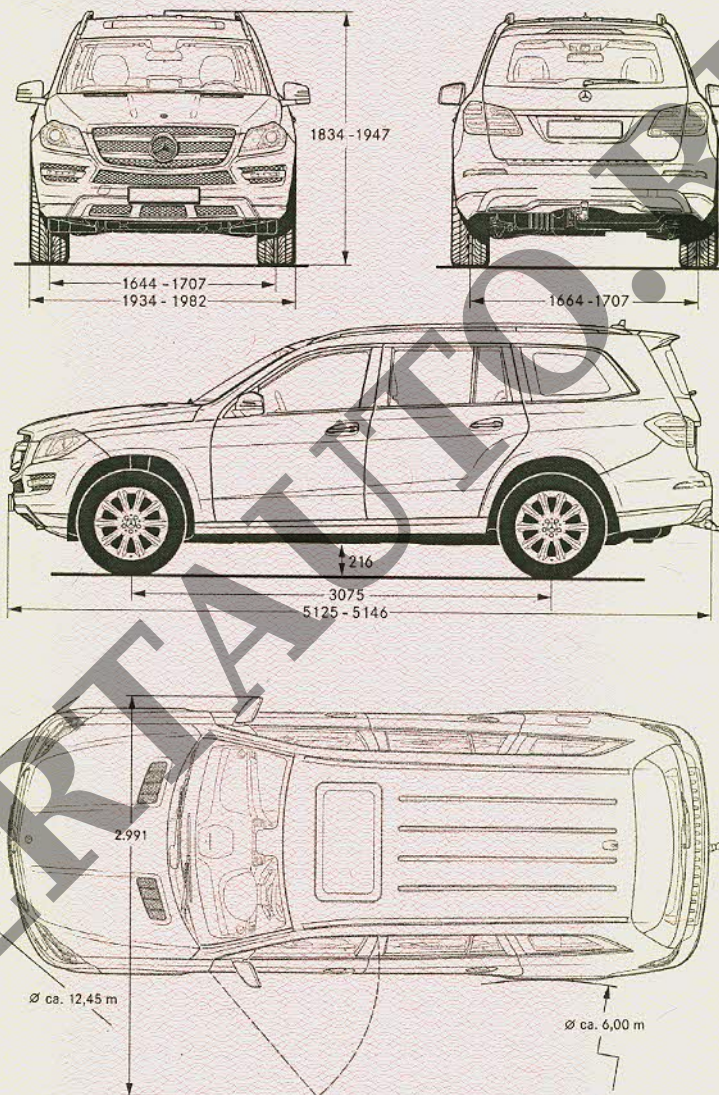 1834 - 1947
1644 - 1707
1934 - 1982
1664 - 1707
216
3075
5125 - 5146
2.991
Ø ca. 12,45 m
Ø ca. 6,00 m
RTAUTO.R